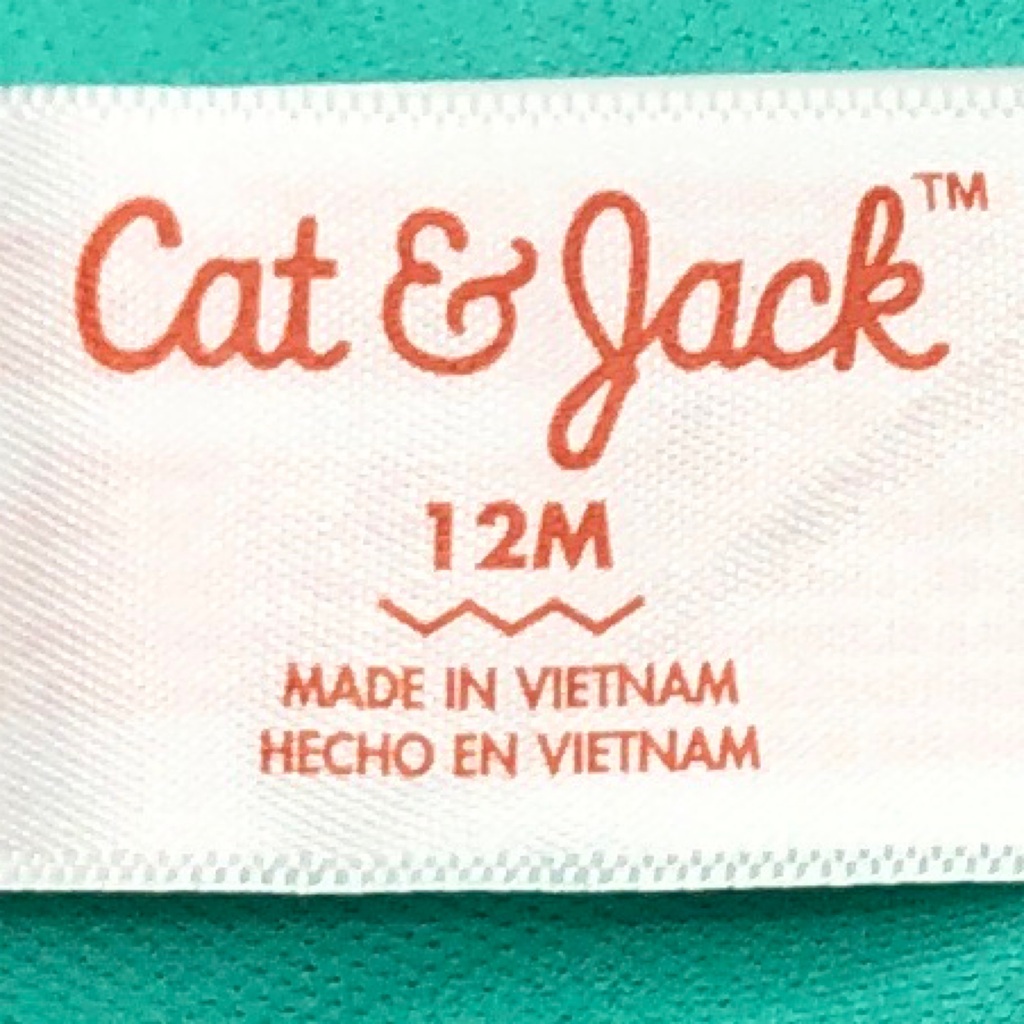 Cat & Jack™
12M
MADE IN VIETNAM
HECHO EN VIETNAM